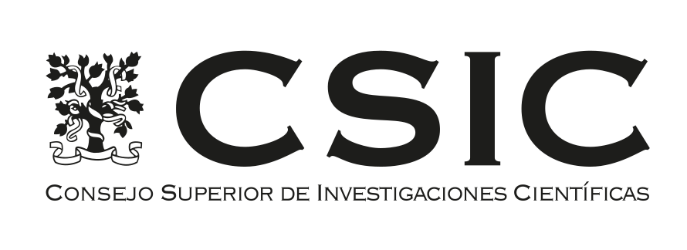 CSIC
CONSEJO SUPERIOR DE INVESTIGACIONES CIENTÍFICAS